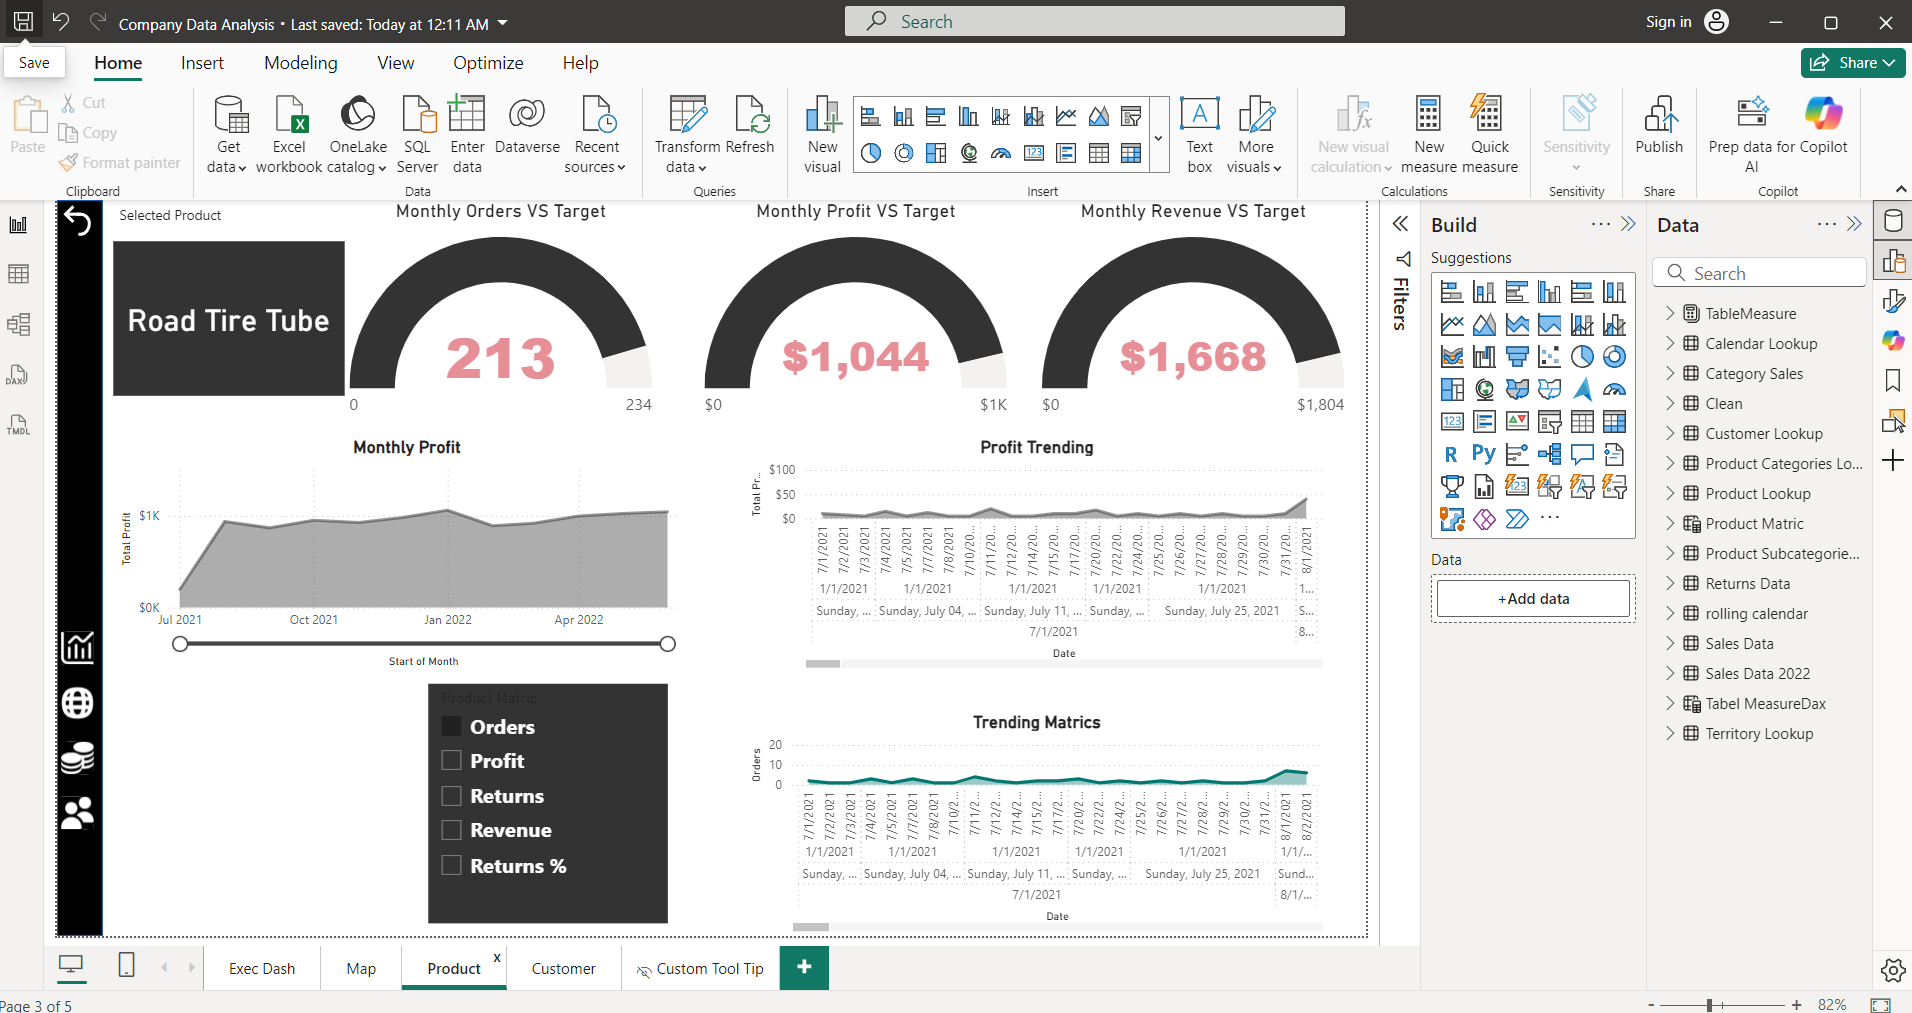 Company Data Analysis • Last saved: Today at 12:11 AM
Search
Sign in
Save
Home
Insert
Modeling
View
Optimize
Help
Share
Paste
Cut
Copy
Format painter
Clipboard
Get data
Excel workbook
OneLake catalog
SQL Server
Enter data
Dataverse
Recent sources
Data
Transform data
Refresh
Queries
New visual
Text box
More visuals
Insert
New visual calculation
New measure
Quick measure
Calculations
Sensitivity
Sensitivity
Publish
Share
Prep data for AI
Copilot
Copilot
DAX
TMDL
Selected Product
Road Tire Tube
Monthly Orders VS Target
213
0
234
Monthly Profit VS Target
$1,044
$0
$1K
Monthly Revenue VS Target
$1,668
$0
$1,804
Monthly Profit
Total Profit
$1K
$0K
Jul 2021
Oct 2021
Jan 2022
Apr 2022
Start of Month
Profit Trending
Total Pr...
$100
$50
$0
7/1/2021
7/2/2021
7/3/2021
7/4/2021
7/5/2021
7/7/2021
7/8/2021
7/10/20...
7/11/20...
7/12/20...
7/14/20...
7/15/20...
7/17/20...
7/20/20...
7/22/20...
7/24/20...
7/25/20...
7/26/20...
7/27/20...
7/28/20...
7/29/20...
7/30/20...
7/31/20...
8/1/2021
1/1/2021
1/1/2021
1/1/2021
1/1/2021
1/1/2021
1...
Sunday, ...
Sunday, July 04, ...
Sunday, July 11, ...
Sunday, ...
Sunday, July 25, 2021
S...
7/1/2021
8...
Date
Product Matric
Orders
Profit
Returns
Revenue
Returns %
Trending Matrics
Orders
20
10
0
7/1/2021
7/2/2021
7/3/2021
7/4/2021
7/5/2021
7/7/2021
7/8/2021
7/10/2...
7/11/2...
7/12/2...
7/14/2...
7/15/2...
7/17/2...
7/20/2...
7/22/2...
7/24/2...
7/25/2...
7/26/2...
7/27/2...
7/28/2...
7/29/2...
7/30/2...
7/31/2...
8/1/2021
8/2/2021
1/1/2021
1/1/2021
1/1/2021
1/1/2021
1/1/2021
1/1/...
Sunday, ...
Sunday, July 04, ...
Sunday, July 11, ...
Sunday, ...
Sunday, July 25, 2021
Sund...
7/1/2021
8/1/...
Date
Filters
Build
Suggestions
123
R
Py
123
Data
+Add data
Data
Search
TableMeasure
Calendar Lookup
Category Sales
Clean
Customer Lookup
Product Categories Lo...
Product Lookup
Product Matric
Product Subcategorie...
Returns Data
rolling calendar
Sales Data
Sales Data 2022
Tabel MeasureDax
Territory Lookup
Exec Dash
Map
Product
x
Customer
Custom Tool Tip
+
Page 3 of 5
- + 82%